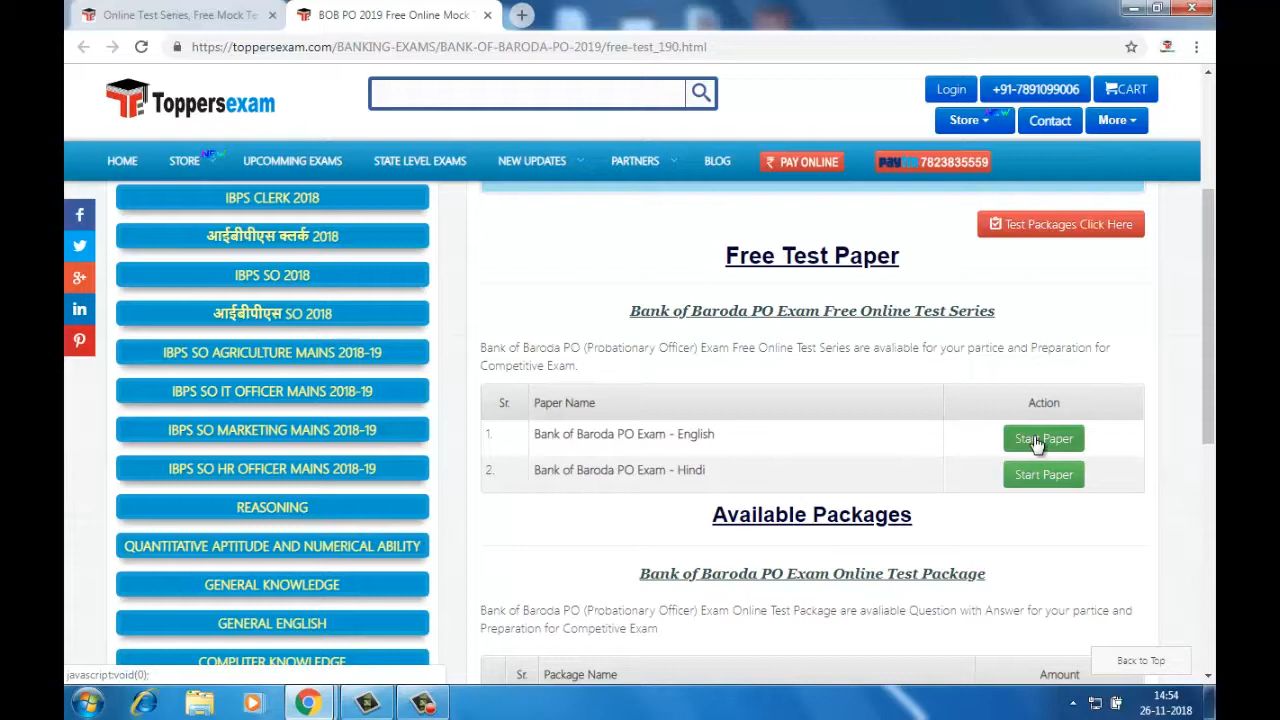 Online Test Series, Free Mock Te
BOB PO 2019 Free Online Mock
https://toppersexam.com/BANKING-EXAMS/BANK-OF-BARODA-PO-2019/free-test_190.html
Toppersexam
Login
+91-7891099006
CART
Store
NEW
Contact
More
HOME
STORE
NEW
UPCOMMING EXAMS
STATE LEVEL EXAMS
NEW UPDATES
PARTNERS
BLOG
₹ PAY ONLINE
PAYTM 7823835559
IBPS CLERK 2018
आईबीपीएस क्लर्क 2018
IBPS SO 2018
आईबीपीएस SO 2018
IBPS SO AGRICULTURE MAINS 2018-19
IBPS SO IT OFFICER MAINS 2018-19
IBPS SO MARKETING MAINS 2018-19
IBPS SO HR OFFICER MAINS 2018-19
REASONING
QUANTITATIVE APTITUDE AND NUMERICAL ABILITY
GENERAL KNOWLEDGE
GENERAL ENGLISH
COMPUTER KNOWLEDGE
Test Packages Click Here
Free Test Paper
Bank of Baroda PO Exam Free Online Test Series
Bank of Baroda PO (Probationary Officer) Exam Free Online Test Series are avaliable for your partice and Preparation for
Competitive Exam.
Sr. Paper Name Action
1. Bank of Baroda PO Exam - English Start Paper
2. Bank of Baroda PO Exam - Hindi Start Paper
Available Packages
Bank of Baroda PO Exam Online Test Package
Bank of Baroda PO (Probationary Officer) Exam Online Test Package are avaliable Question with Answer for your partice and
Preparation for Competitive Exam
Sr. Package Name Amount
Back to Top
javascript:void(0);
14:54
26-11-2018